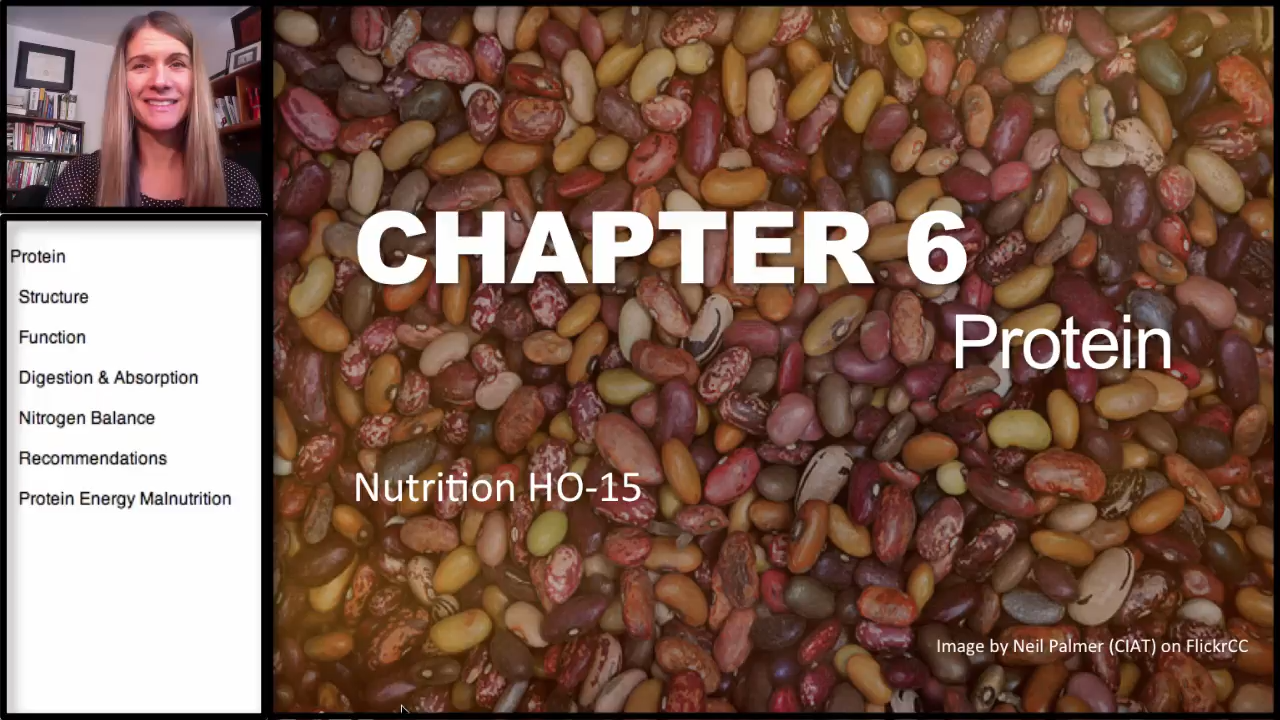 Protein
Structure
Function
Digestion & Absorption
Nitrogen Balance
Recommendations
Protein Energy Malnutrition
CHAPTER 6
Protein
Nutrition HO-15
Image by Neil Palmer (CIAT) on FlickrCC